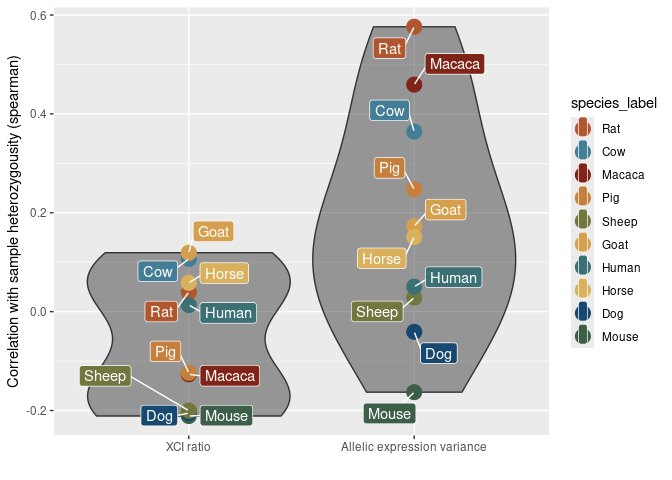 Correlation with sample heterozygousity (spearman)
0.6
0.4
0.2
0.0
-0.2
Rat
Macaca
Cow
Pig
Goat
Horse
Human
Sheep
Dog
Mouse
Goat
Cow
Horse
Rat
Human
Pig
Sheep
Macaca
Dog
Mouse
XCI ratio
Allelic expression variance
species_label
Rat
Cow
Macaca
Pig
Sheep
Goat
Human
Horse
Dog
Mouse